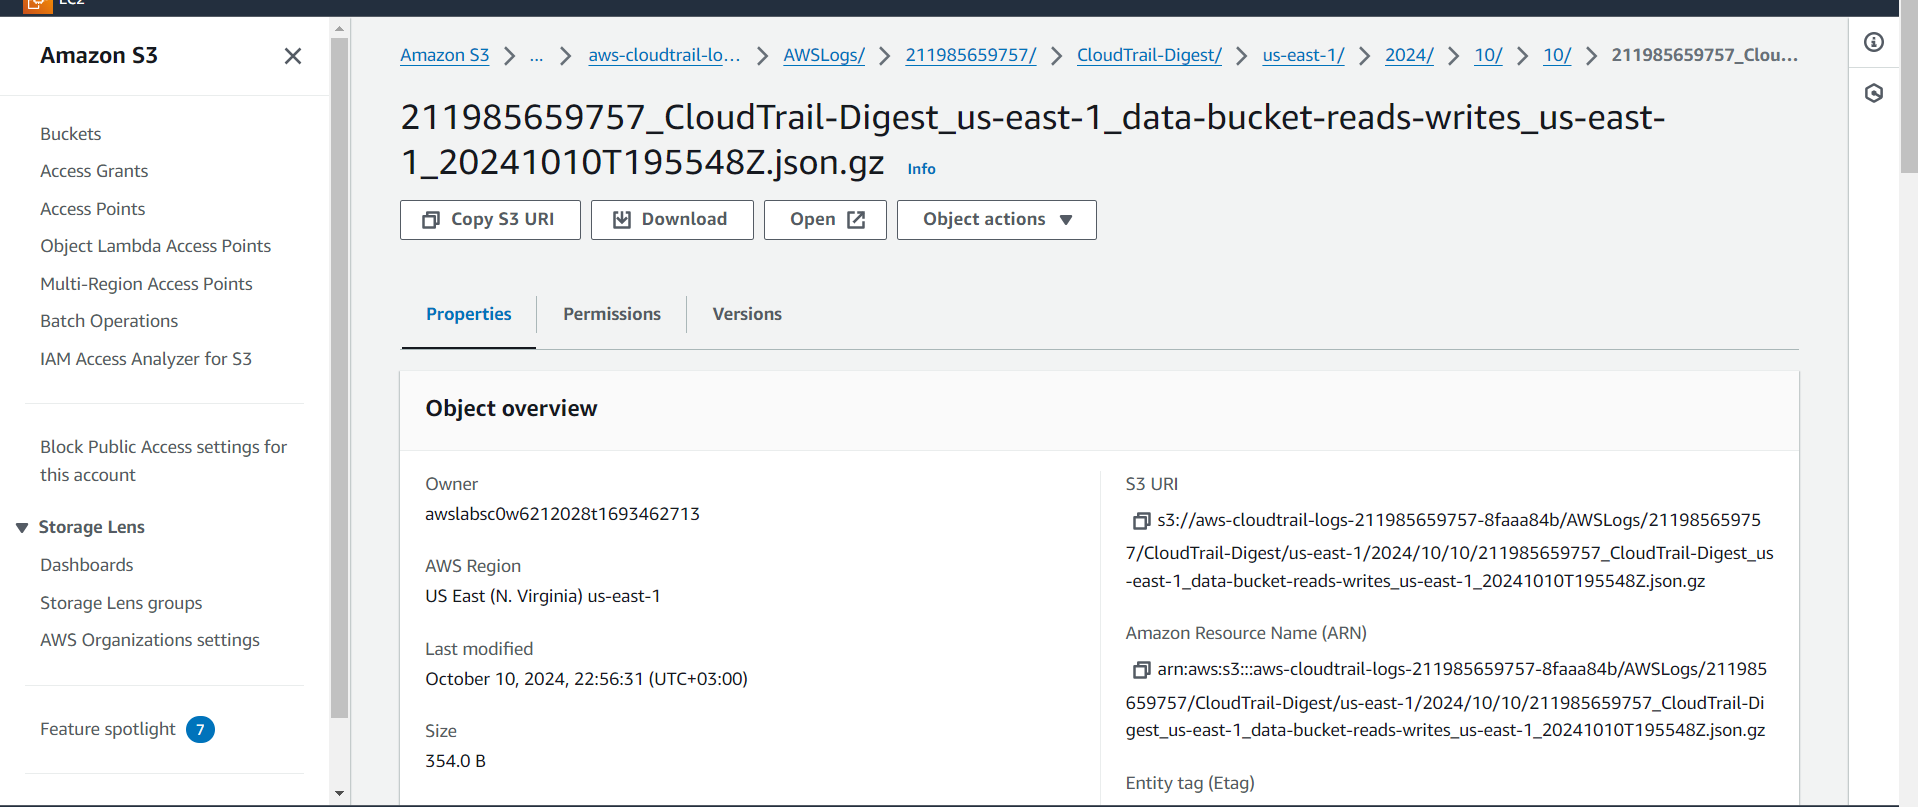 EC2
Amazon S3
Buckets
Access Grants
Access Points
Object Lambda Access Points
Multi-Region Access Points
Batch Operations
IAM Access Analyzer for S3
Block Public Access settings for
this account
Storage Lens
Dashboards
Storage Lens groups
AWS Organizations settings
Feature spotlight 7
Amazon S3 ... aws-cloudtrail-lo... AWSLogs/ 211985659757/ CloudTrail-Digest/ us-east-1/ 2024/ 10/ 10/ 211985659757_Clou...
211985659757_CloudTrail-Digest_us-east-1_data-bucket-reads-writes_us-east-
1_20241010T195548Z.json.gz Info
Copy S3 URI Download Open Object actions
Properties Permissions Versions
Object overview
Owner
awslabsc0w6212028t1693462713
AWS Region
US East (N. Virginia) us-east-1
Last modified
October 10, 2024, 22:56:31 (UTC+03:00)
Size
354.0 B
S3 URI
s3://aws-cloudtrail-logs-211985659757-8faaa84b/AWSLogs/21198565975
7/CloudTrail-Digest/us-east-1/2024/10/10/211985659757_CloudTrail-Digest_us
-east-1_data-bucket-reads-writes_us-east-1_20241010T195548Z.json.gz
Amazon Resource Name (ARN)
arn:aws:s3:::aws-cloudtrail-logs-211985659757-8faaa84b/AWSLogs/211985
659757/CloudTrail-Digest/us-east-1/2024/10/10/211985659757_CloudTrail-Di
gest_us-east-1_data-bucket-reads-writes_us-east-1_20241010T195548Z.json.gz
Entity tag (Etag)